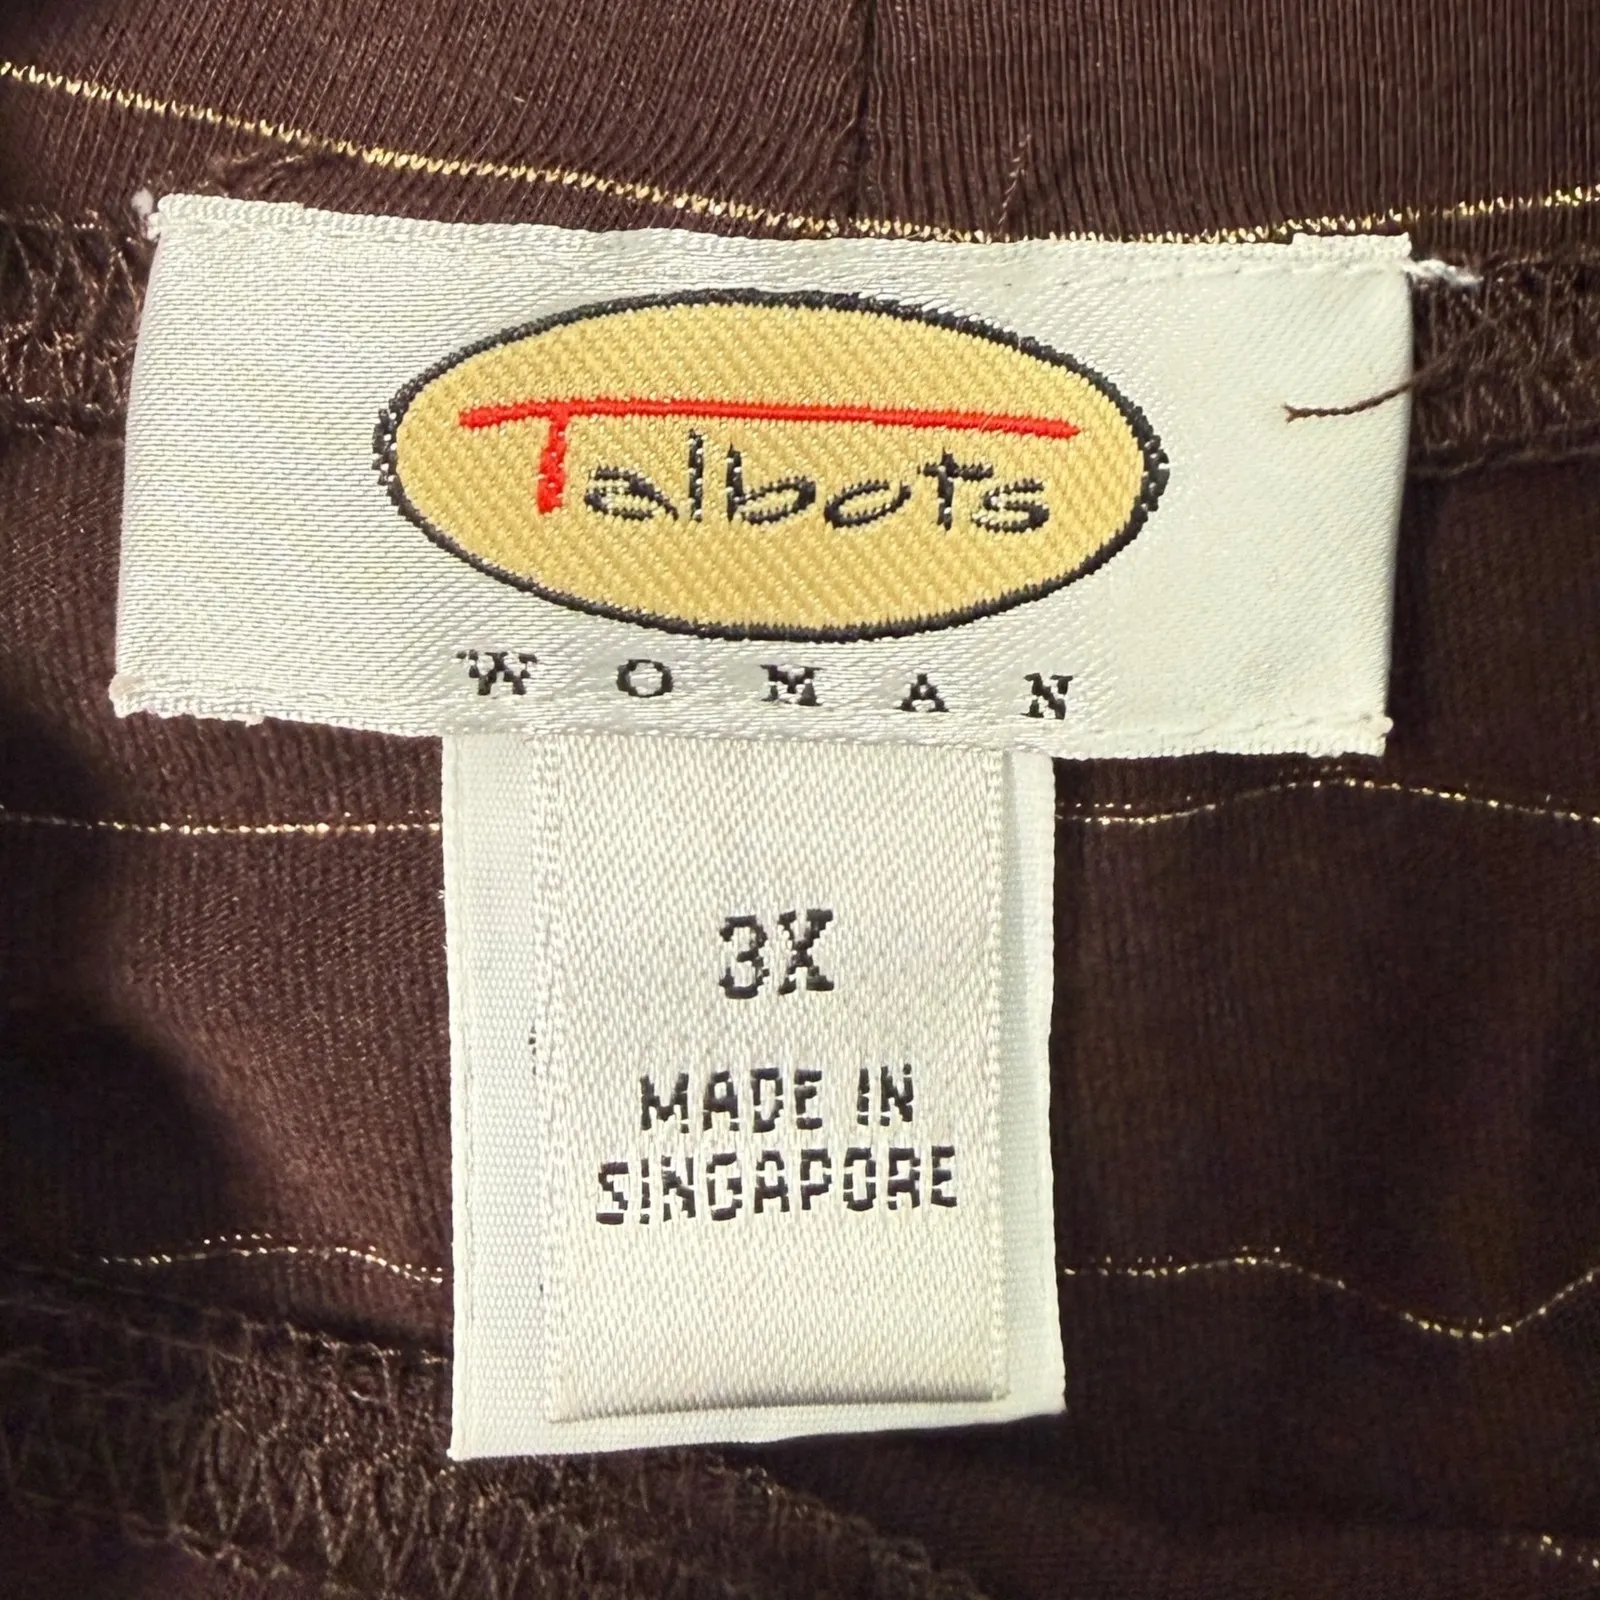 Talbots
WOMAN
3X
MADE IN
SINGAPORE